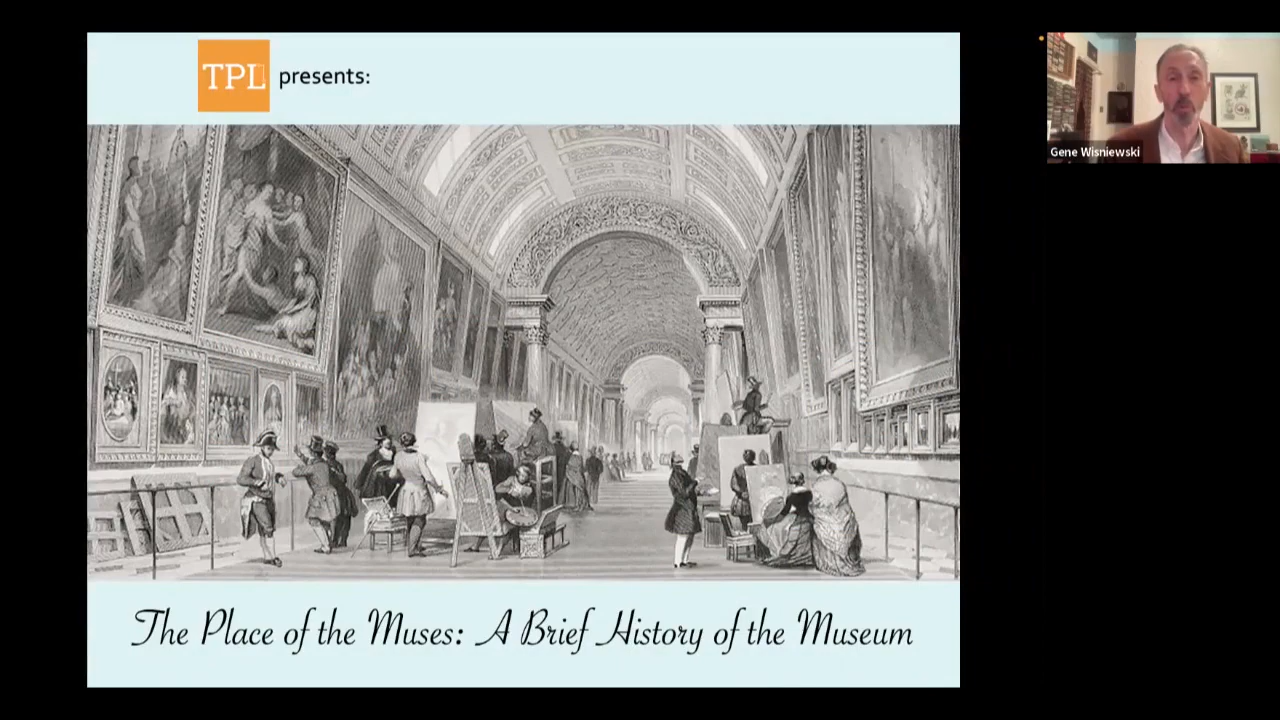 TPL presents:
Gene Wisniewski
The Place of the Muses: A Brief History of the Museum